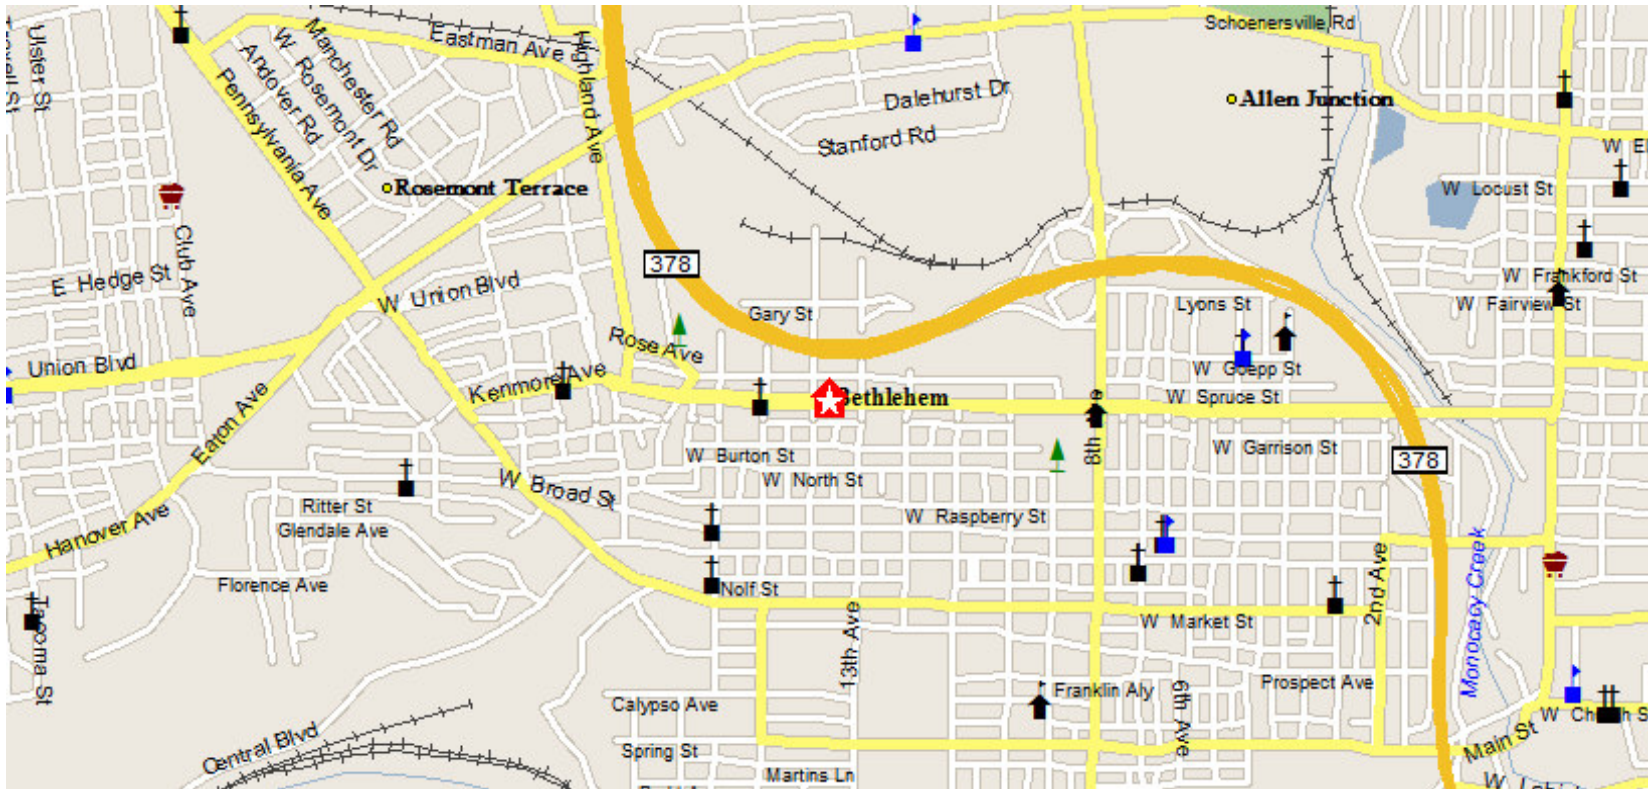 Schoenersville Rd
Ulster St
Manchester Rd
W Rosemont Dr
Andover Rd
Eastman Ave
Highland Ave
Pennsylvania Ave
Dalehurst Dr
Allen Junction
Stanford Rd
Rosemont Terrace
W Locust St
Club Ave
E Hedge St
W Union Blvd
378
W Frankford St
W Fairview St
Lyons St
Gary St
Rose Ave
Union Blvd
Kenmore Ave
W Goepp St
Bethlehem
W Spruce St
Eaton Ave
8th
W Burton St
W Garrison St
378
W North St
W Broad St
Ritter St
W Raspberry St
Glendale Ave
Hanover Ave
Monocacy Creek
2nd Ave
Florence Ave
Nolf St
Tacoma St
13th Ave
W Market St
Prospect Ave
Franklin Aly
6th Ave
Calypso Ave
W Church S
Central Blvd
Spring St
Main St
Martins Ln